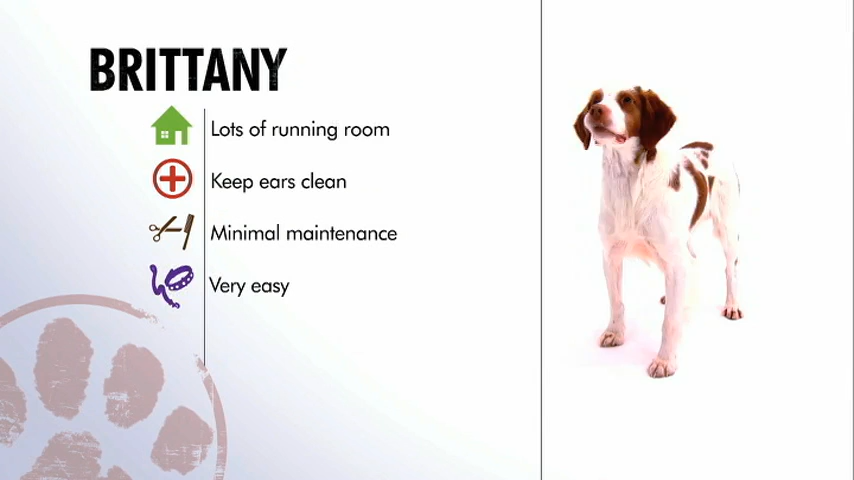 BRITTANY
Lots of running room
Keep ears clean
Minimal maintenance
Very easy